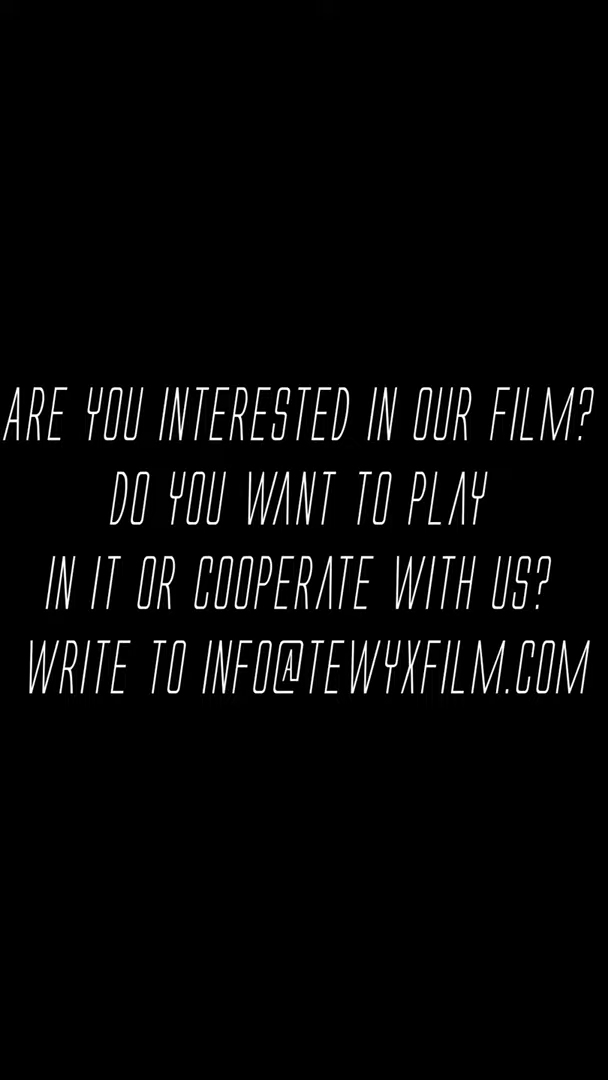 ARE YOU INTERESTED IN OUR FILM?
DO YOU WANT TO PLAY
IN IT OR COOPERATE WITH US?
WRITE TO INFO@TEWYXFILM.COM